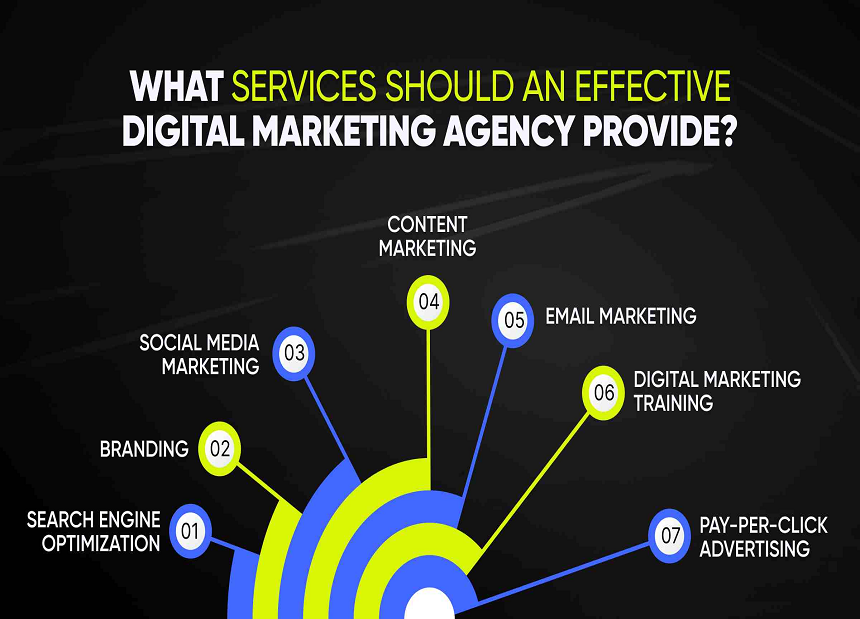 WHAT SERVICES SHOULD AN EFFECTIVE
DIGITAL MARKETING AGENCY PROVIDE?
01
SEARCH ENGINE
OPTIMIZATION
02
BRANDING
03
SOCIAL MEDIA
MARKETING
04
CONTENT
MARKETING
05
EMAIL MARKETING
06
DIGITAL MARKETING
TRAINING
07
PAY-PER-CLICK
ADVERTISING